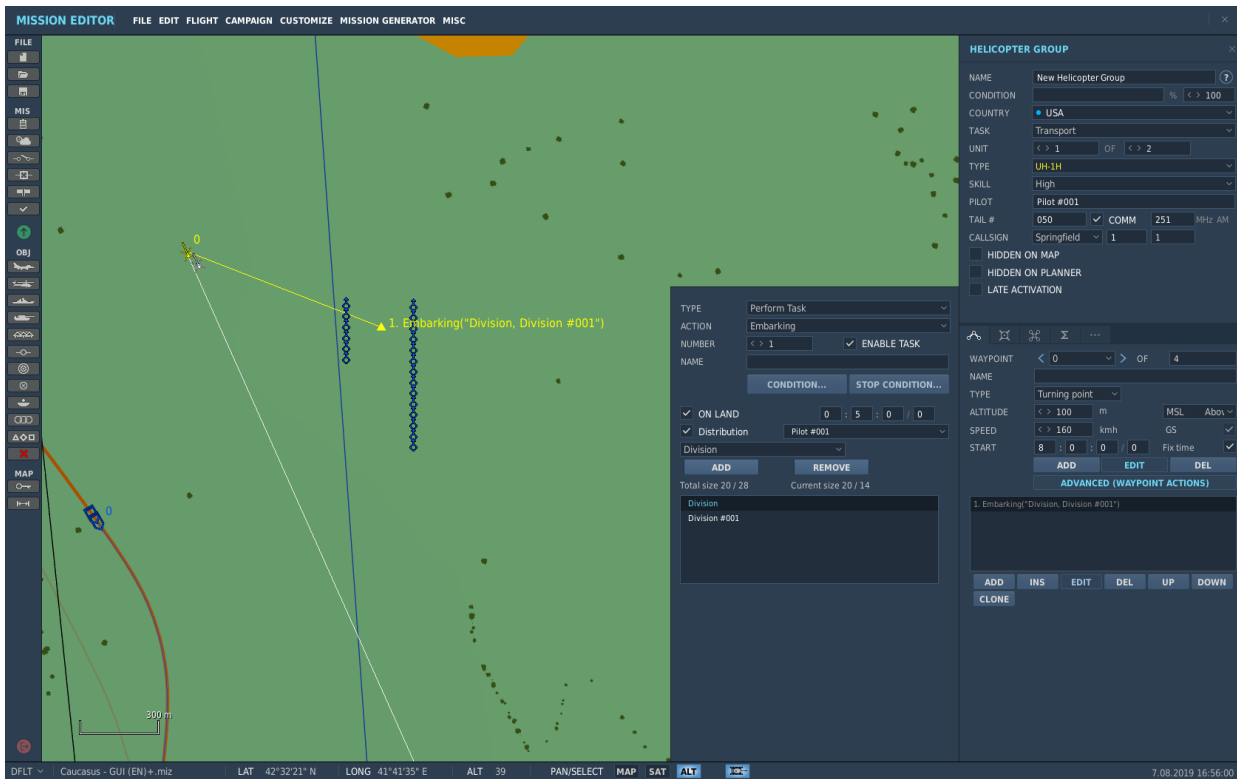 MISSION EDITOR FILE EDIT FLIGHT CAMPAIGN CUSTOMIZE MISSION GENERATOR MISC
FILE
MIS
OBJ
MAP
0
1. Embarking("Division, Division #001")
0
300 m
TYPE Perform Task
ACTION Embarking
NUMBER < > 1 ENABLE TASK
NAME
CONDITION... STOP CONDITION...
ON LAND 0 : 5 : 0 / 0
Distribution Pilot #001
Division
ADD REMOVE
Total size 20 / 28 Current size 20 / 14
Division
Division #001
HELICOPTER GROUP
NAME New Helicopter Group ?
CONDITION % < > 100
COUNTRY USA
TASK Transport
UNIT < > 1 OF < > 2
TYPE UH-1H
SKILL High
PILOT Pilot #001
TAIL # 050 COMM 251 MHz AM
CALLSIGN Springfield 1 1
HIDDEN ON MAP
HIDDEN ON PLANNER
LATE ACTIVATION
WAYPOINT < 0 > OF 4
NAME
TYPE Turning point
ALTITUDE < > 100 m MSL Abov
SPEED < > 160 kmh GS
START 8 : 0 : 0 / 0 Fix time
ADD EDIT DEL
ADVANCED (WAYPOINT ACTIONS)
1. Embarking("Division, Division #001")
ADD INS EDIT DEL UP DOWN
CLONE
DFLT Caucasus - GUI (EN)+.miz LAT 42°32'21" N LONG 41°41'35" E ALT 39 PAN/SELECT MAP SAT ALT 7.08.2019 16:56:00